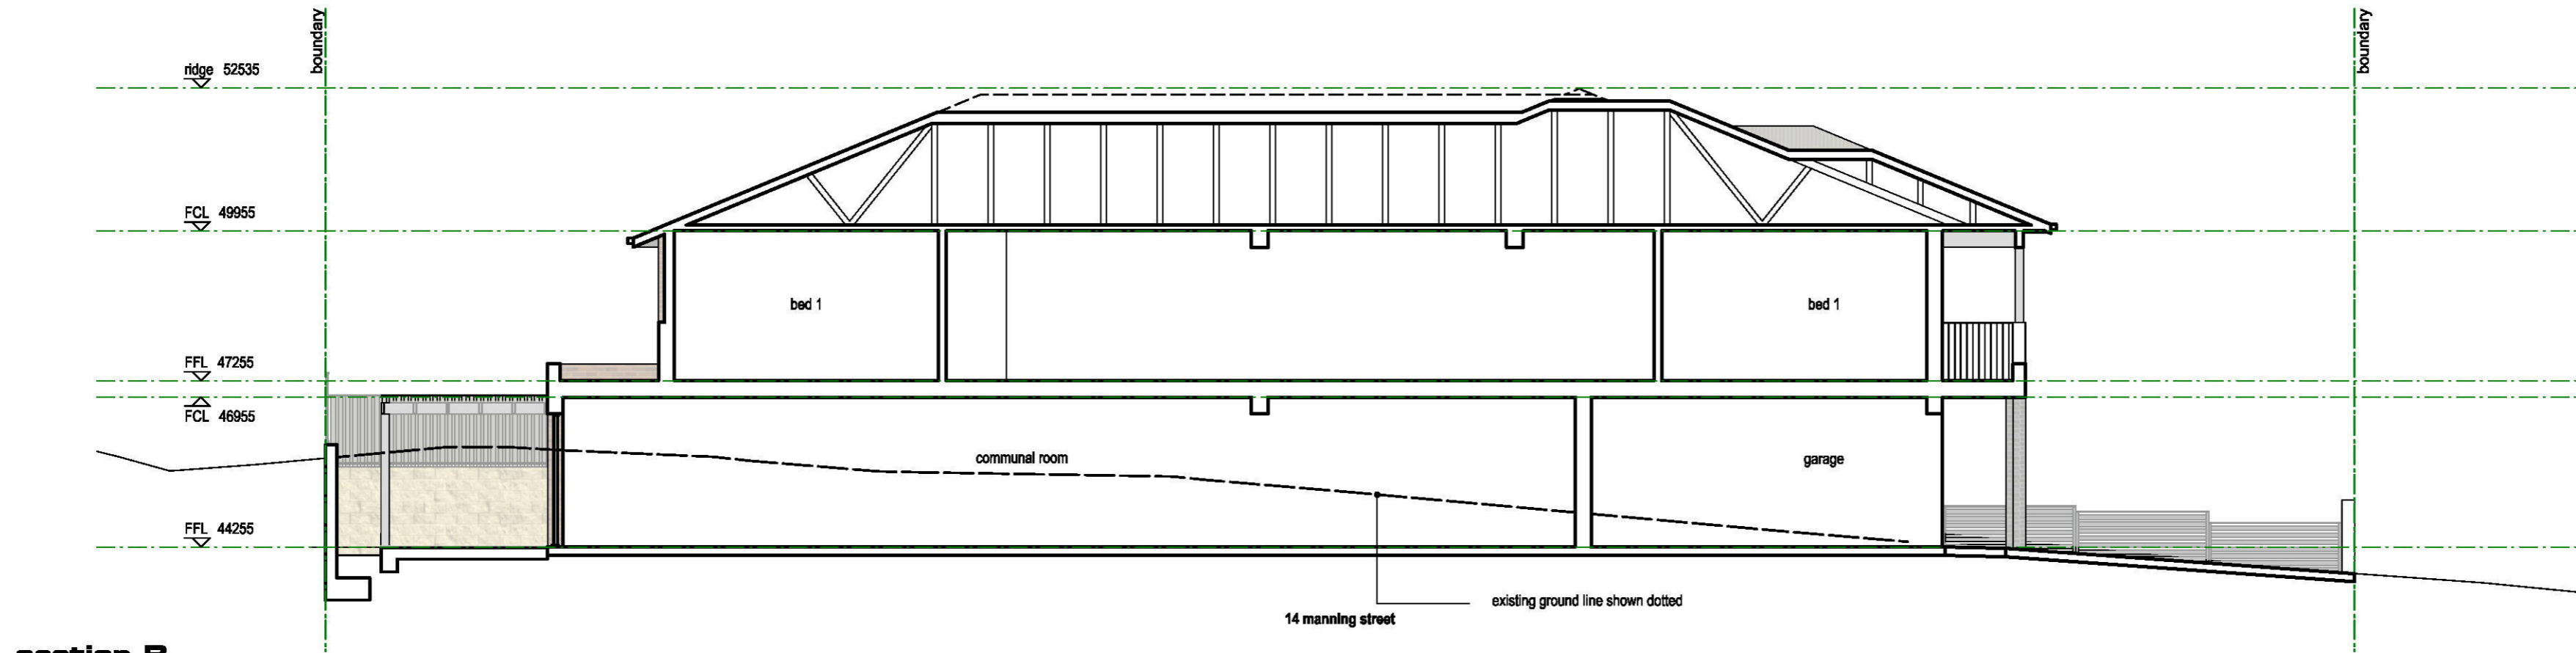 boundary
boundary
ridge 52535
FCL 49955
bed 1
bed 1
FFL 47255
FCL 46955
communal room
garage
FFL 44255
existing ground line shown dotted
14 manning street
section B